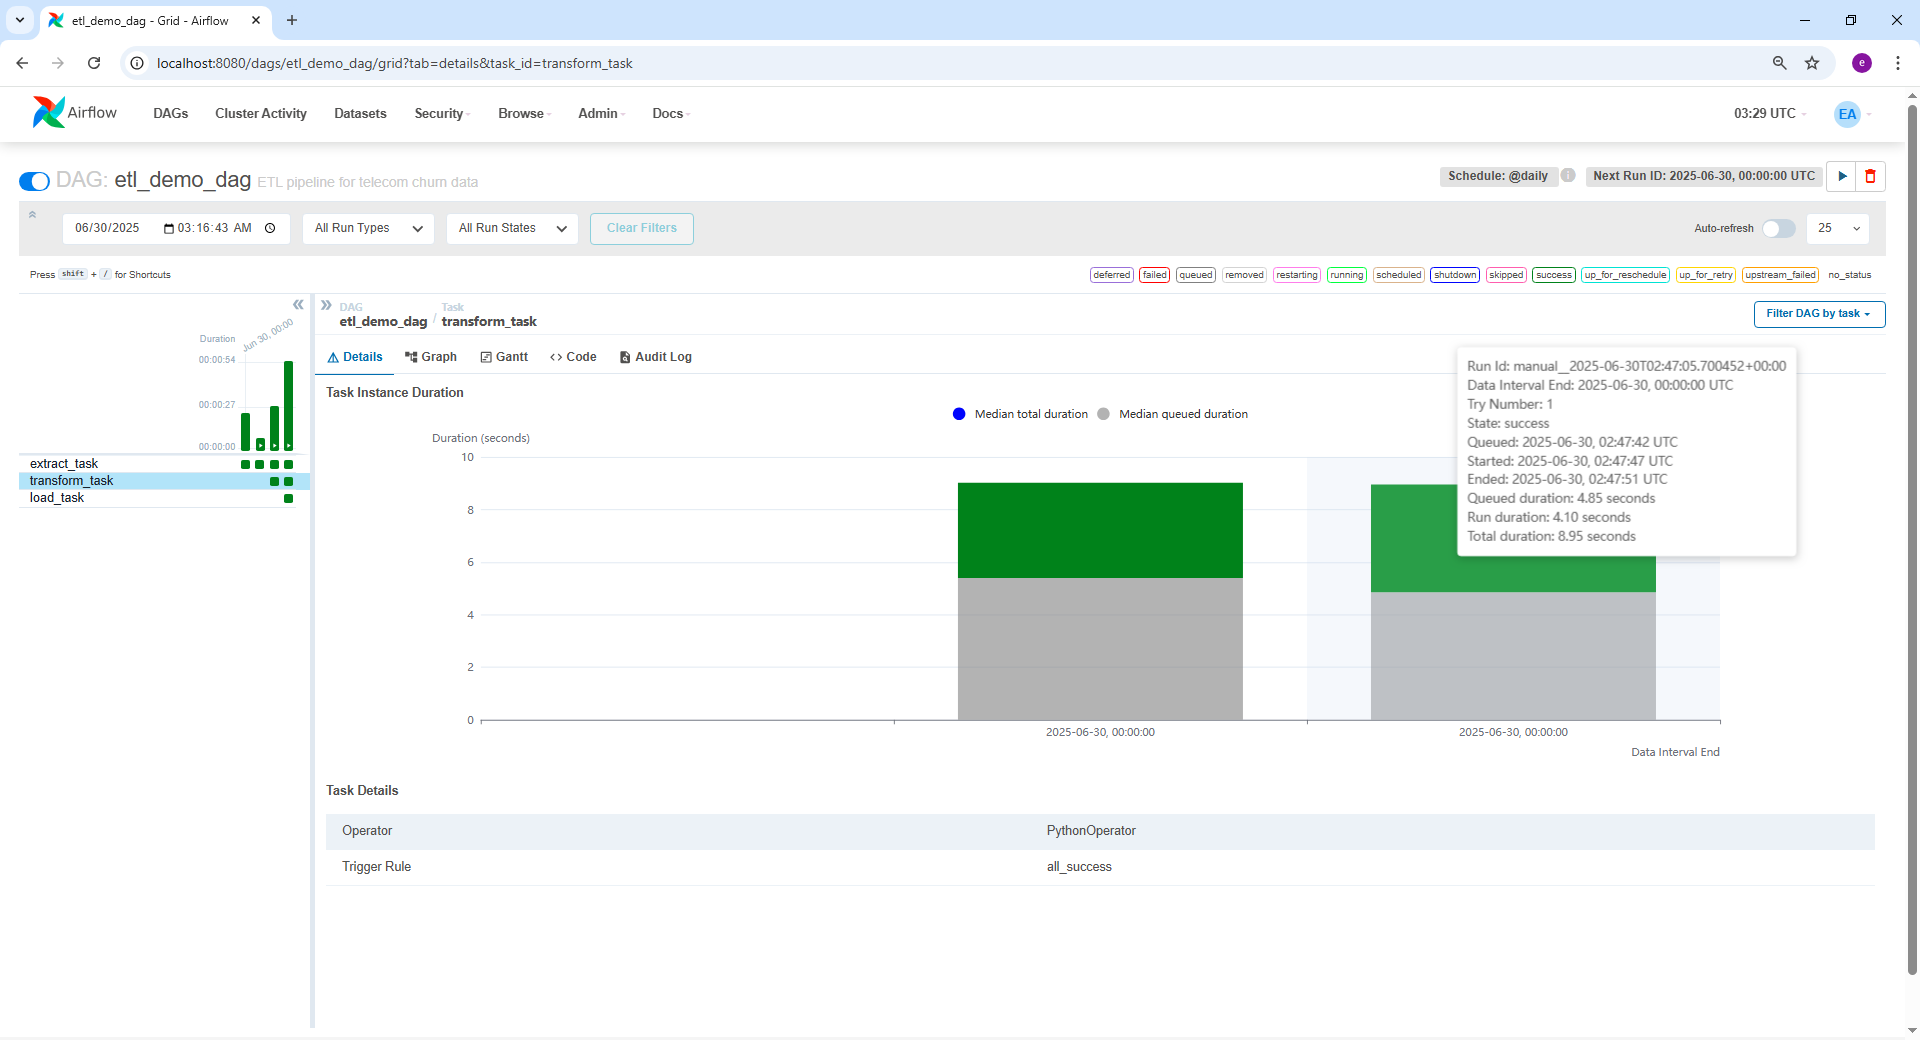 etl_demo_dag - Grid - Airflow
localhost:8080/dags/etl_demo_dag/grid?tab=details&task_id=transform_task
e
Airflow DAGs Cluster Activity Datasets Security Browse Admin Docs 03:29 UTC EA
DAG: etl_demo_dag ETL pipeline for telecom churn data
Schedule: @daily Next Run ID: 2025-06-30, 00:00:00 UTC
06/30/2025 03:16:43 AM All Run Types All Run States Clear Filters Auto-refresh 25
Press shift + / for Shortcuts
deferred failed queued removed restarting running scheduled shutdown skipped success up_for_reschedule up_for_retry upstream_failed no_status
Jun 30, 00:00
Duration
00:00:54
00:00:27
00:00:00
extract_task
transform_task
load_task
DAG Task
etl_demo_dag / transform_task
Filter DAG by task
Details Graph Gantt Code Audit Log
Task Instance Duration
Median total duration Median queued duration
Duration (seconds)
10
8
6
4
2
0
2025-06-30, 00:00:00 2025-06-30, 00:00:00
Data Interval End
Run Id: manual__2025-06-30T02:47:05.700452+00:00
Data Interval End: 2025-06-30, 00:00:00 UTC
Try Number: 1
State: success
Queued: 2025-06-30, 02:47:42 UTC
Started: 2025-06-30, 02:47:47 UTC
Ended: 2025-06-30, 02:47:51 UTC
Queued duration: 4.85 seconds
Run duration: 4.10 seconds
Total duration: 8.95 seconds
Task Details
Operator PythonOperator
Trigger Rule all_success